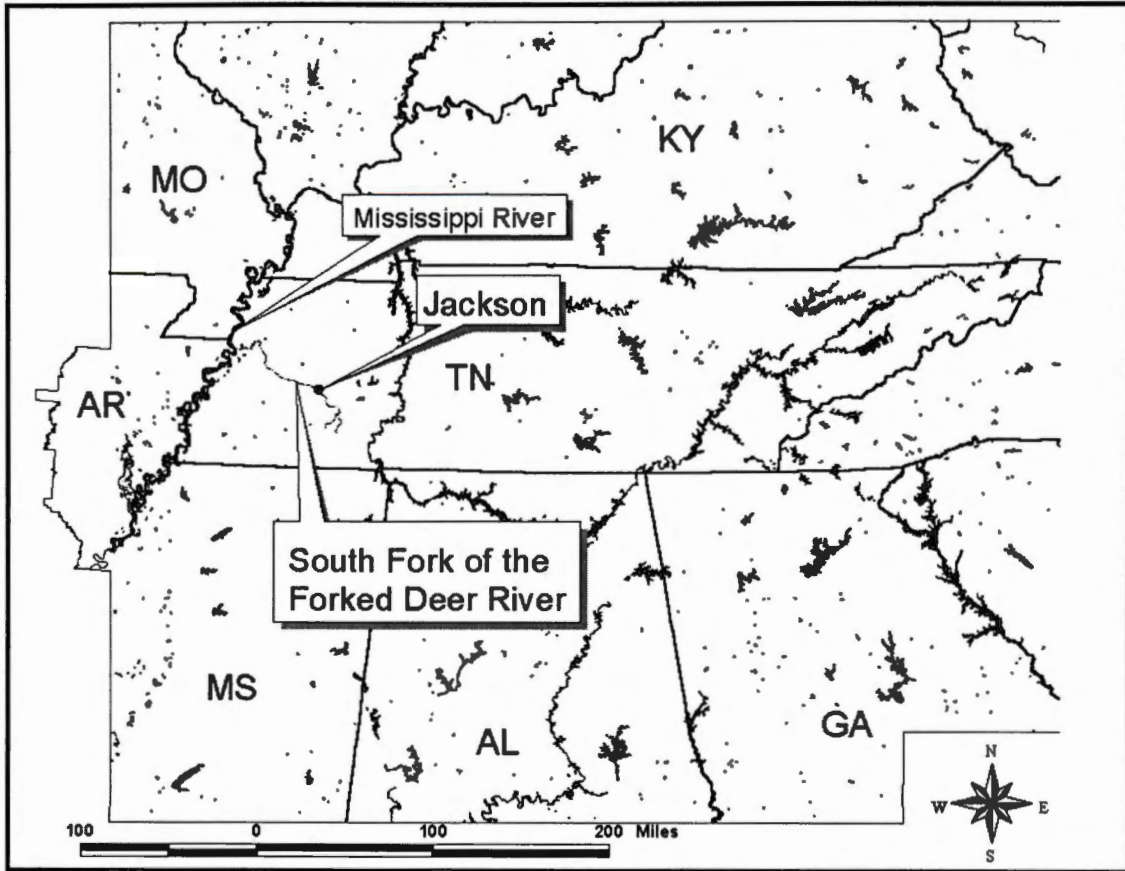 KY
MO
Mississippi River
Jackson
TN
AR
South Fork of the
Forked Deer River
MS
AL
GA
N
W E
S
100 0 100 200 Miles